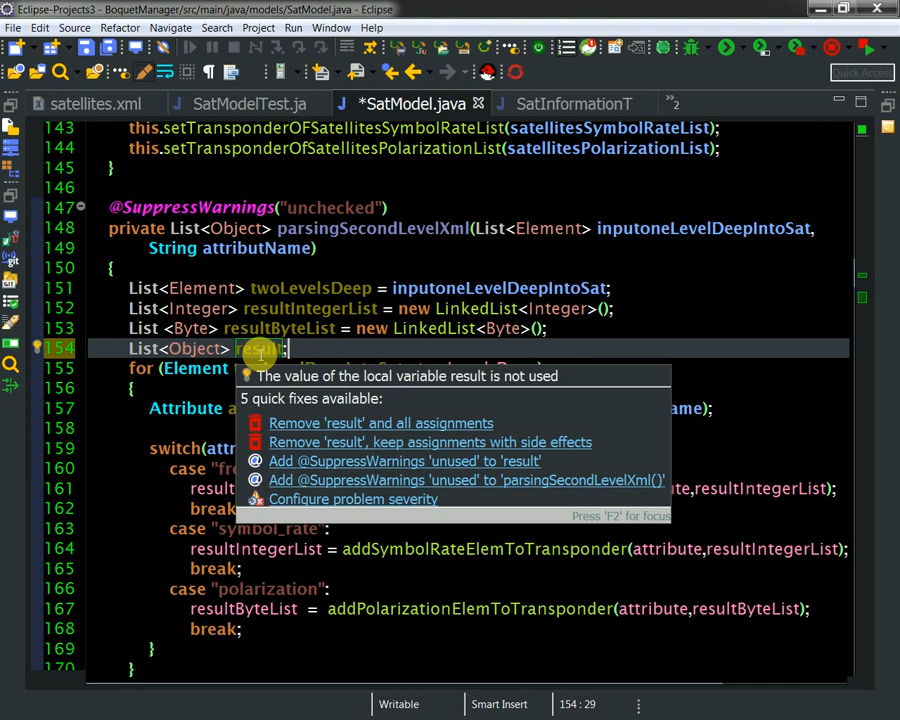 Eclipse-Projects3 - BoquetManager/src/main/java/models/SatModel.java - Eclipse
File Edit Source Refactor Navigate Search Project Run Window Help
Quick Access
satellites.xml SatModelTest.ja *SatModel.java SatInformationT »2
143 this.setTransponderOFSatellitesSymbolRateList(satellitesSymbolRateList);
144 this.setTransponderOFSatellitesPolarizationList(satellitesPolarizationList);
145 }
146
147 @SuppressWarnings("unchecked")
148 private List<Object> parsingSecondLevelXml(List<Element> inputoneLevelDeepIntoSat,
149 String attributName)
150 {
151 List<Element> twoLevelsDeep = inputoneLevelDeepIntoSat;
152 List<Integer> resultIntegerList = new LinkedList<Integer>();
153 List <Byte> resultByteList = new LinkedList<Byte>();
154 List<Object> result;
155 for (Element
The value of the local variable result is not used
156 {
5 quick fixes available:
157 Attribute a me);
Remove 'result' and all assignments
158
Remove 'result', keep assignments with side effects
159 switch(attr
Add @SuppressWarnings 'unused' to 'result'
160 case "fre
Add @SuppressWarnings 'unused' to 'parsingSecondLevelXml()'
161 result ute,resultIntegerList);
Configure problem severity
162 break
Press 'F2' for focus
163 case "symbol_rate":
164 resultIntegerList = addSymbolRateElemToTransponder(attribute,resultIntegerList);
165 break;
166 case "polarization":
167 resultByteList = addPolarizationElemToTransponder(attribute,resultByteList);
168 break;
169 }
170 }
Writable Smart Insert 154 : 29